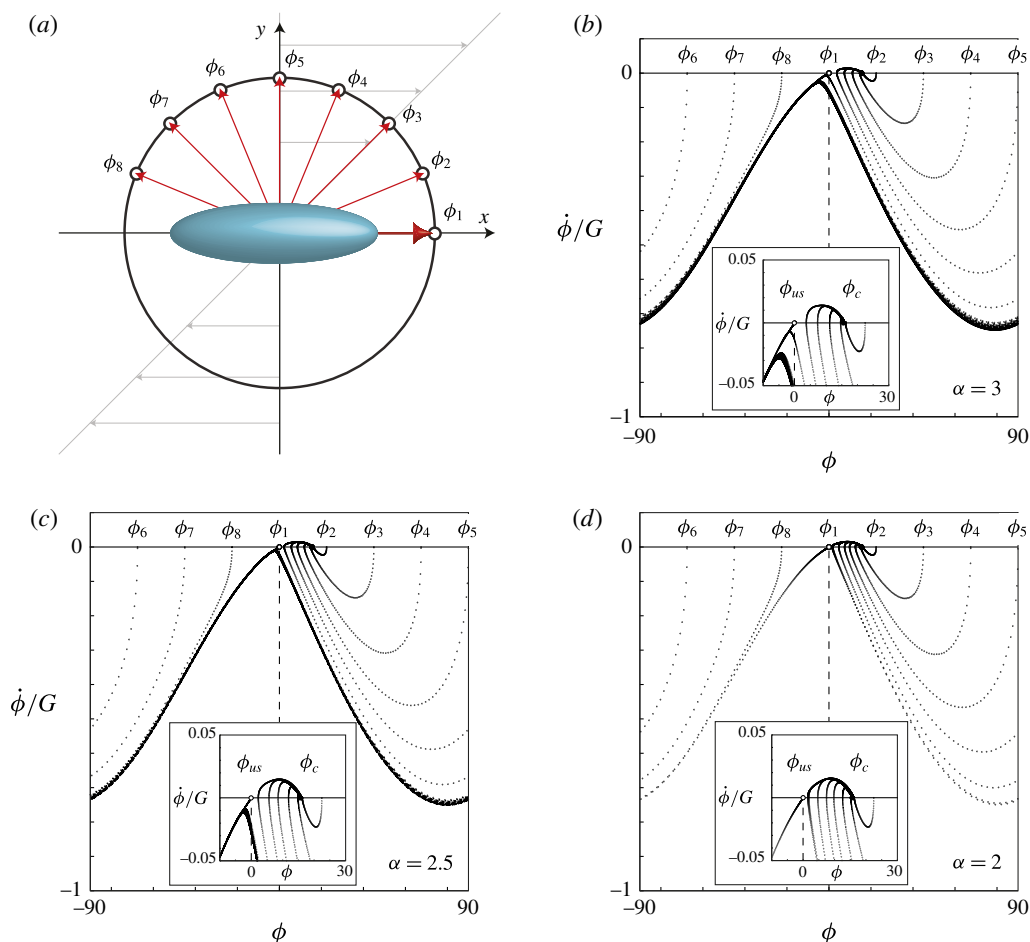 (a)
y
ϕ5
ϕ6
ϕ4
ϕ7
ϕ3
ϕ8
ϕ2
ϕ1
x
(b)
ϕ6 ϕ7 ϕ8 ϕ1 ϕ2 ϕ3 ϕ4 ϕ5
0
ϕ̇/G
0.05
ϕus ϕc
ϕ̇/G
−0.05
0 ϕ 30
α = 3
−1
−90 90
ϕ
(c)
ϕ6 ϕ7 ϕ8 ϕ1 ϕ2 ϕ3 ϕ4 ϕ5
0
ϕ̇/G
0.05
ϕus ϕc
ϕ̇/G
−0.05
0 ϕ 30
α = 2.5
−1
−90 90
ϕ
(d)
ϕ6 ϕ7 ϕ8 ϕ1 ϕ2 ϕ3 ϕ4 ϕ5
0
0.05
ϕus ϕc
ϕ̇/G
−0.05
0 ϕ 30
α = 2
−1
−90 90
ϕ